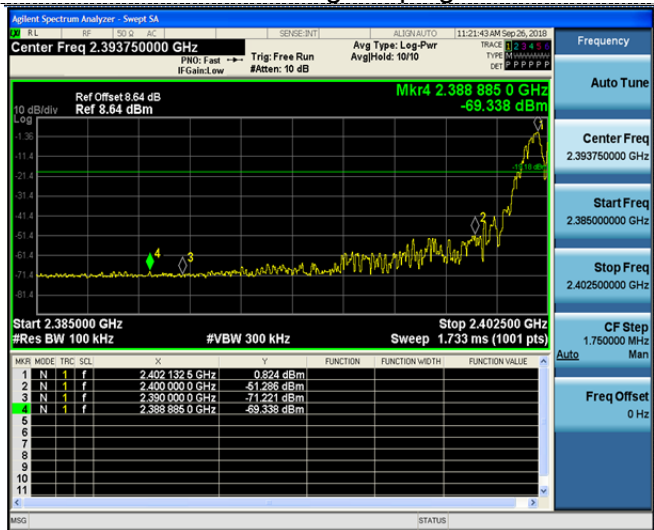 Agilent Spectrum Analyzer - Swept SA
RL RF 50 Ω AC SENSE:INT ALIGNAUTO 11:21:43 AM Sep 26, 2018
Center Freq 2.393750000 GHz
PNO: Fast
IFGain:Low
Trig: Free Run
#Atten: 10 dB
Avg Type: Log-Pwr
Avg|Hold: 10/10
TRACE 1 2 3 4 5 6
TYPE M
DET P P P P P P
Ref Offset 8.64 dB
10 dB/div Ref 8.64 dBm
Log
Mkr4 2.388 885 0 GHz
-69.338 dBm
-1.36
-11.4
-21.4
-31.4
-41.4
-51.4
-61.4
-71.4
-81.4
1
2
3
4
Start 2.385000 GHz Stop 2.402500 GHz
#Res BW 100 kHz #VBW 300 kHz Sweep 1.733 ms (1001 pts)
MKR MODE TRC SCL X Y FUNCTION FUNCTION WIDTH FUNCTION VALUE
1 N 1 f 2.402 132 5 GHz 0.824 dBm
2 N 1 f 2.400 000 0 GHz -51.286 dBm
3 N 1 f 2.390 000 0 GHz -71.221 dBm
4 N 1 f 2.388 885 0 GHz -69.338 dBm
5
6
7
8
9
10
11
MSG STATUS
Frequency
Auto Tune
Center Freq
2.393750000 GHz
Start Freq
2.385000000 GHz
Stop Freq
2.402500000 GHz
CF Step
1.750000 MHz
Auto Man
Freq Offset
0 Hz